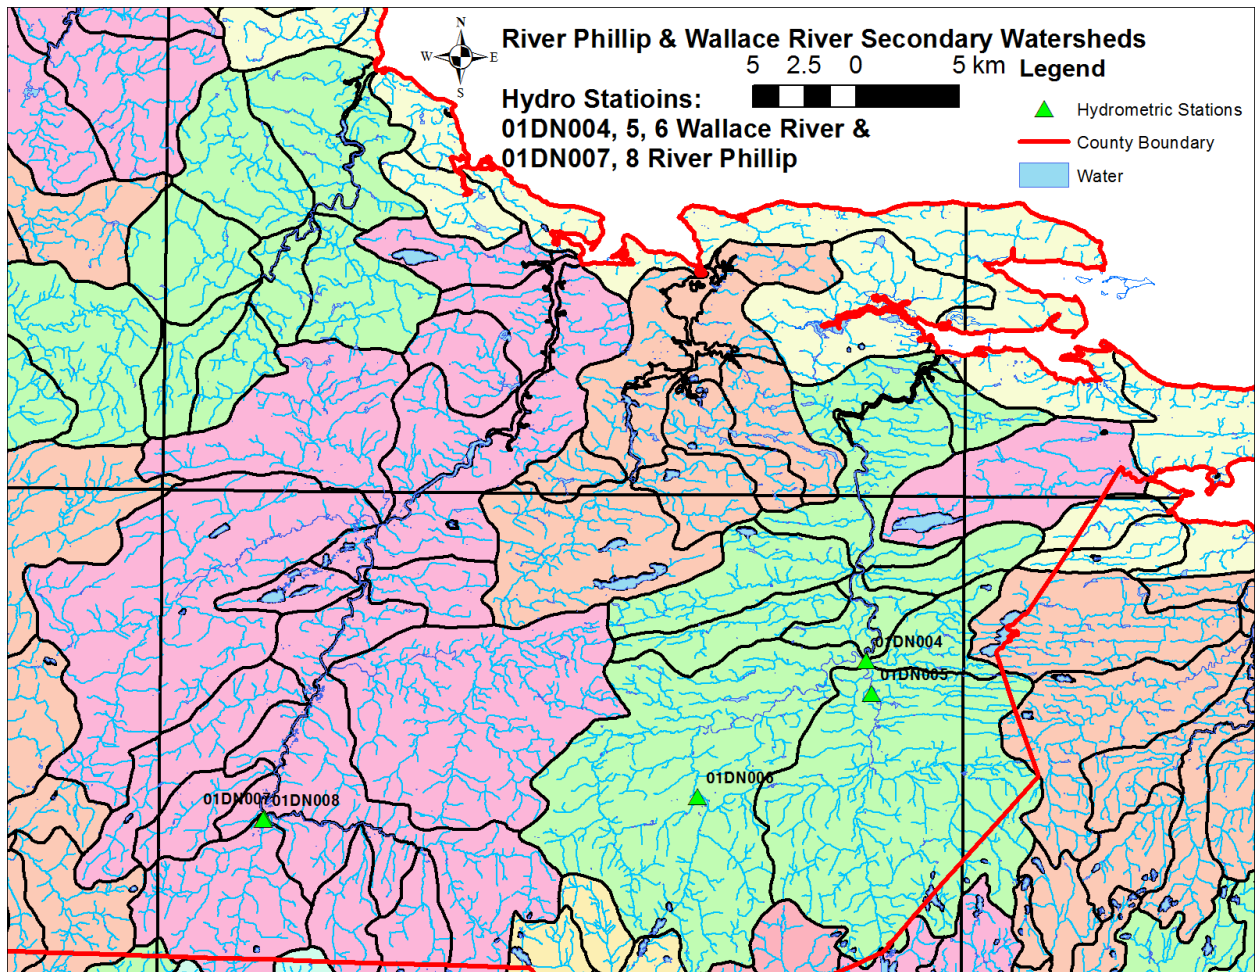 River Phillip & Wallace River Secondary Watersheds
N
W E
S
5 2.5 0 5 km
Legend
Hydro Statioins:
01DN004, 5, 6 Wallace River &
01DN007, 8 River Phillip
Hydrometric Stations
County Boundary
Water
01DN004
01DN005
01DN006
01DN007 01DN008